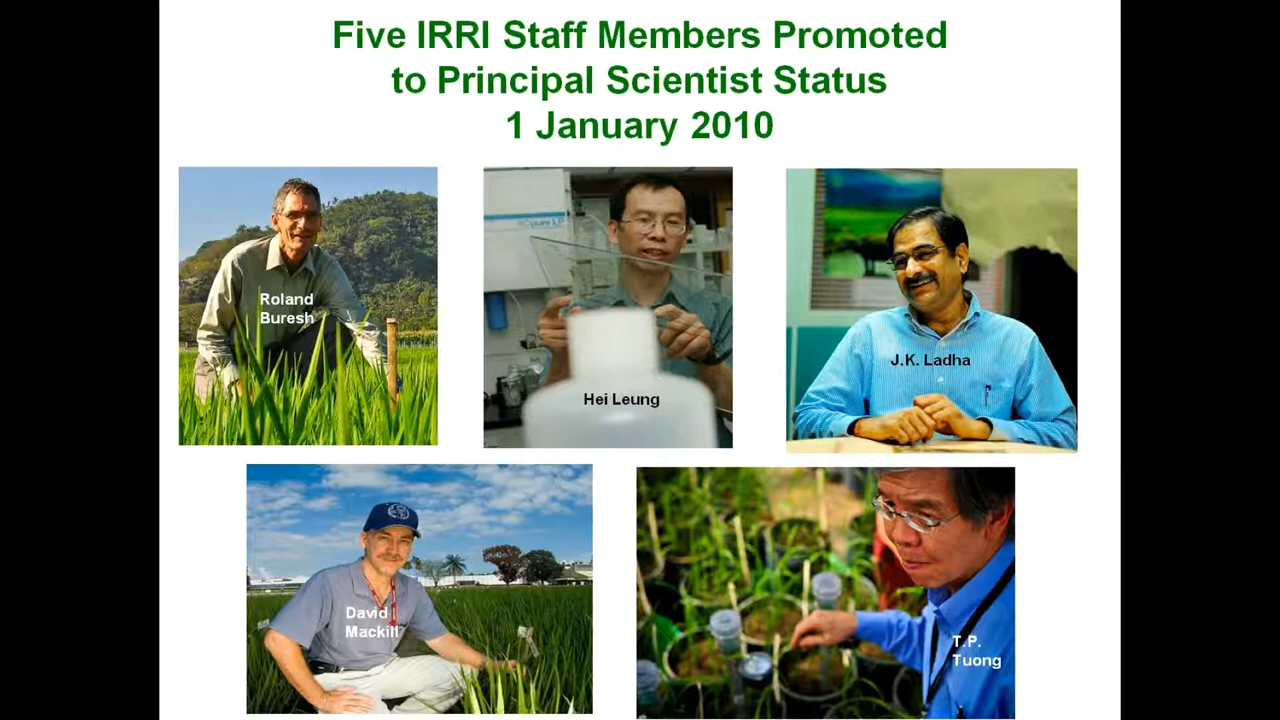 Five IRRI Staff Members Promoted
to Principal Scientist Status
1 January 2010
Roland
Buresh
Hei Leung
J.K. Ladha
David
Mackill
T.P.
Tuong